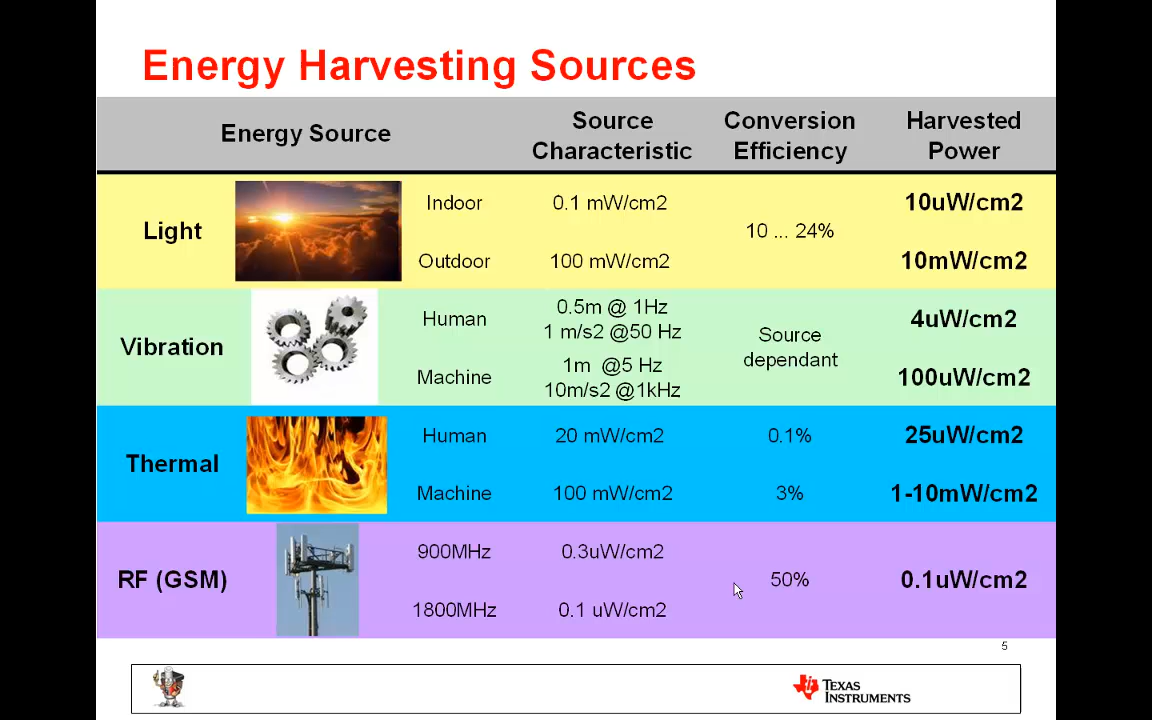 Energy Harvesting Sources
Energy Source
Source
Characteristic
Conversion
Efficiency
Harvested
Power
Light
Indoor
0.1 mW/cm2
10 ... 24%
10uW/cm2
Outdoor
100 mW/cm2
10mW/cm2
Vibration
Human
0.5m @ 1Hz
1 m/s2 @50 Hz
Source
dependant
4uW/cm2
Machine
1m @5 Hz
10m/s2 @1kHz
100uW/cm2
Thermal
Human
20 mW/cm2
0.1%
25uW/cm2
Machine
100 mW/cm2
3%
1-10mW/cm2
RF (GSM)
900MHz
0.3uW/cm2
50%
0.1uW/cm2
1800MHz
0.1 uW/cm2
5
TEXAS
INSTRUMENTS